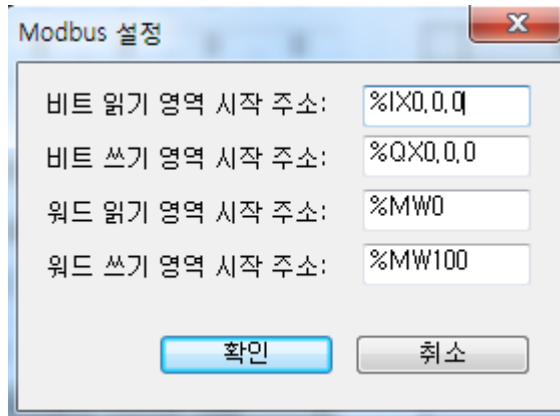 Modbus 설정
비트 읽기 영역 시작 주소: %IX0,0,0
비트 쓰기 영역 시작 주소: %QX0,0,0
워드 읽기 영역 시작 주소: %MW0
워드 쓰기 영역 시작 주소: %MW100
확인 취소